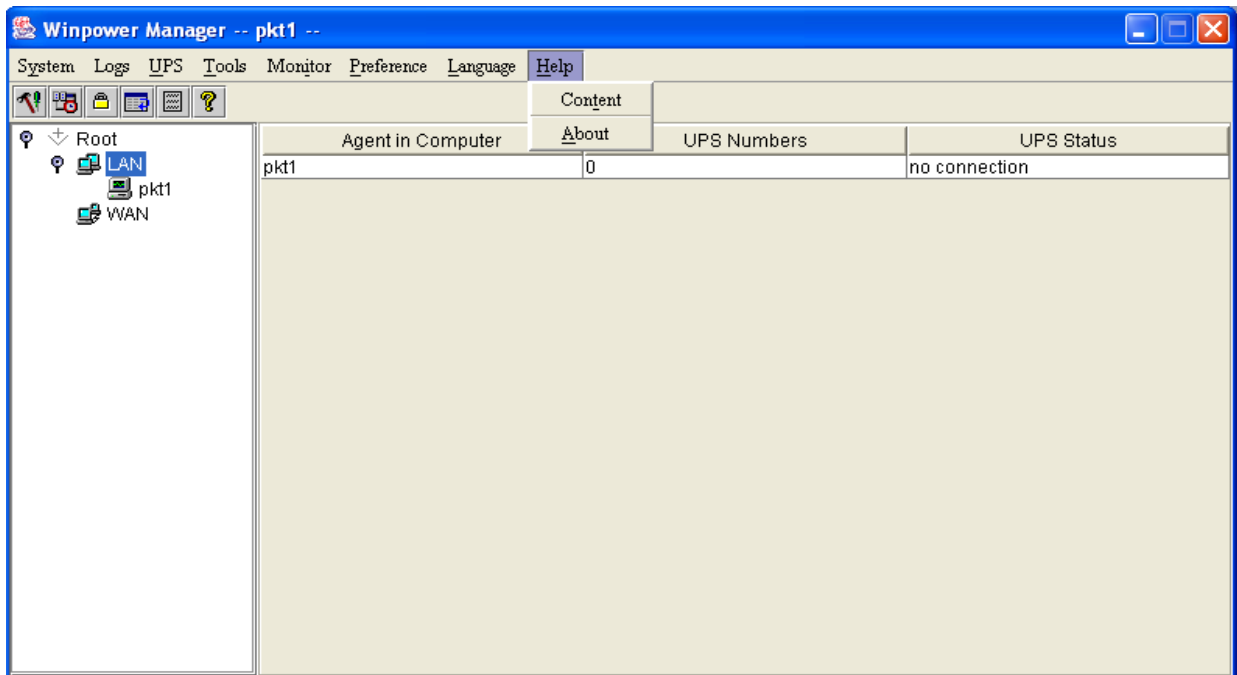 Winpower Manager -- pkt1 --
System Logs UPS Tools Monitor Preference Language Help
Content
About
Root
LAN
pkt1
WAN
Agent in Computer UPS Numbers UPS Status
pkt1 0 no connection